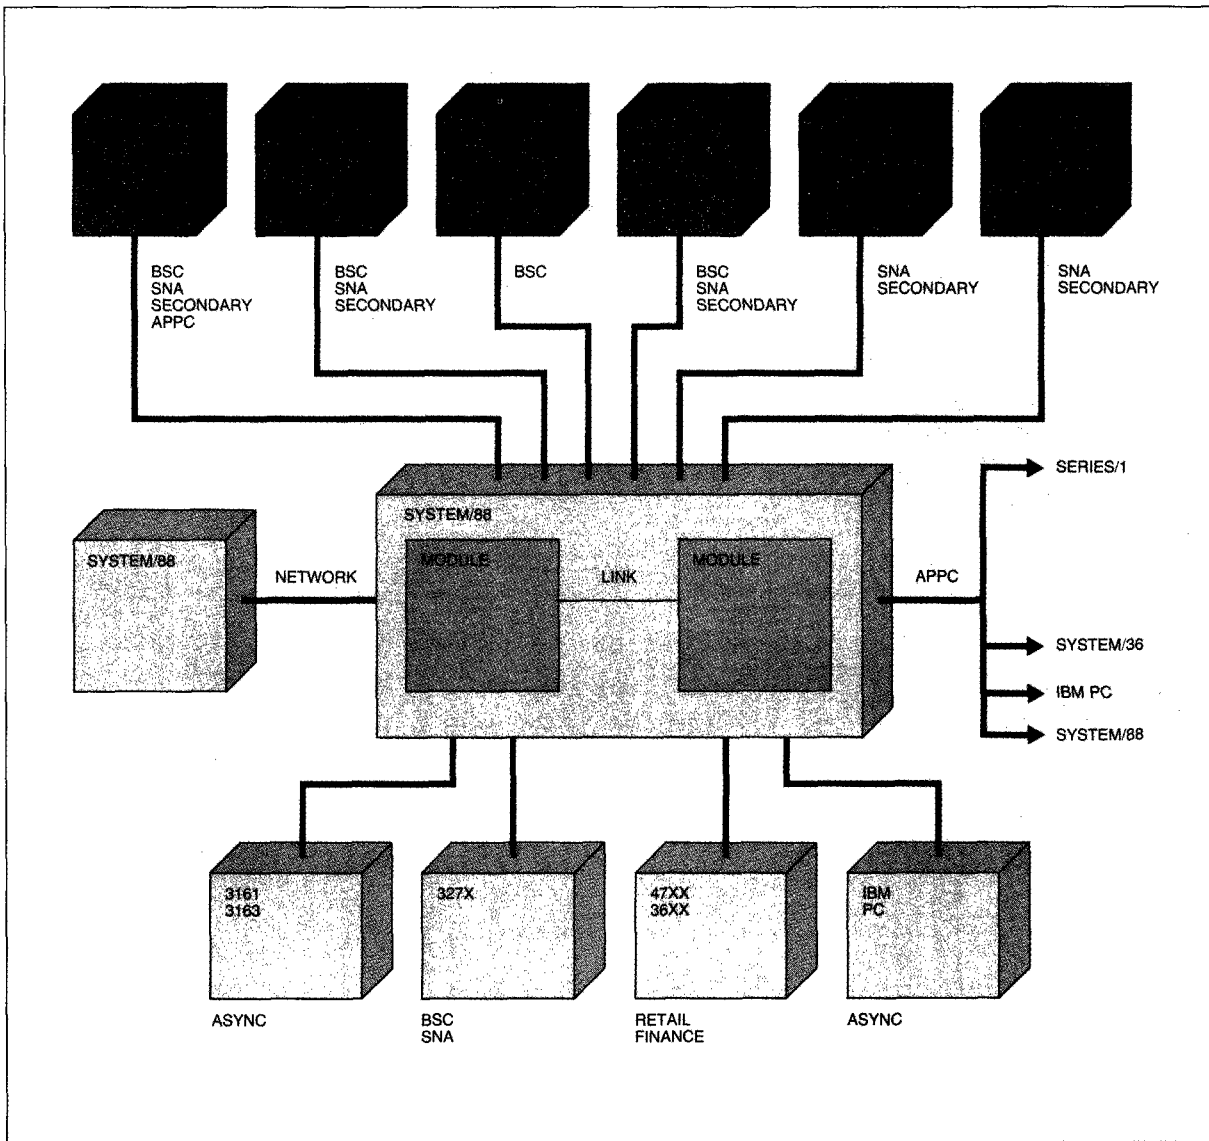 BSC
SNA
SECONDARY
APPC
BSC
SNA
SECONDARY
BSC
BSC
SNA
SECONDARY
SNA
SECONDARY
SNA
SECONDARY
SERIES/1
SYSTEM/88
SYSTEM/88
MODULE
LINK
MODULE
NETWORK
APPC
SYSTEM/36
IBM PC
SYSTEM/88
3161
3163
327X
47XX
36XX
IBM
PC
ASYNC
BSC
SNA
RETAIL
FINANCE
ASYNC